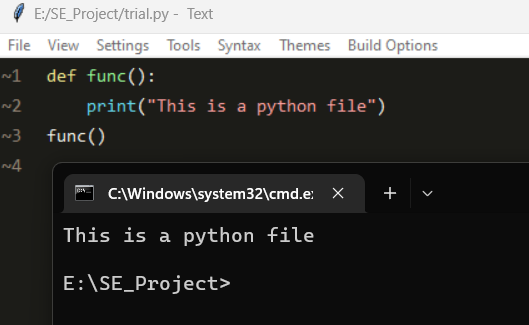 E:/SE_Project/trial.py - Text
File View Settings Tools Syntax Themes Build Options
~1 def func():
~2     print("This is a python file")
~3 func()
~4
C:\Windows\system32\cmd.e
This is a python file
E:\SE_Project>